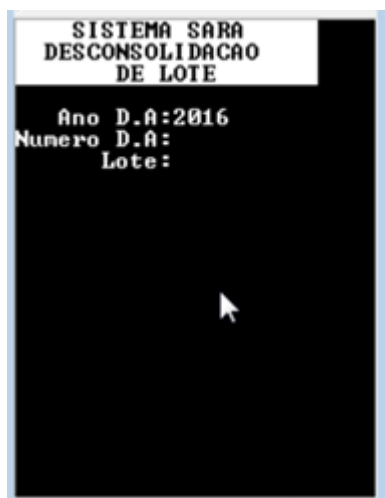 SISTEMA SARA
DESCONSOLIDACAO
DE LOTE
Ano D.A:2016
Numero D.A:
Lote: